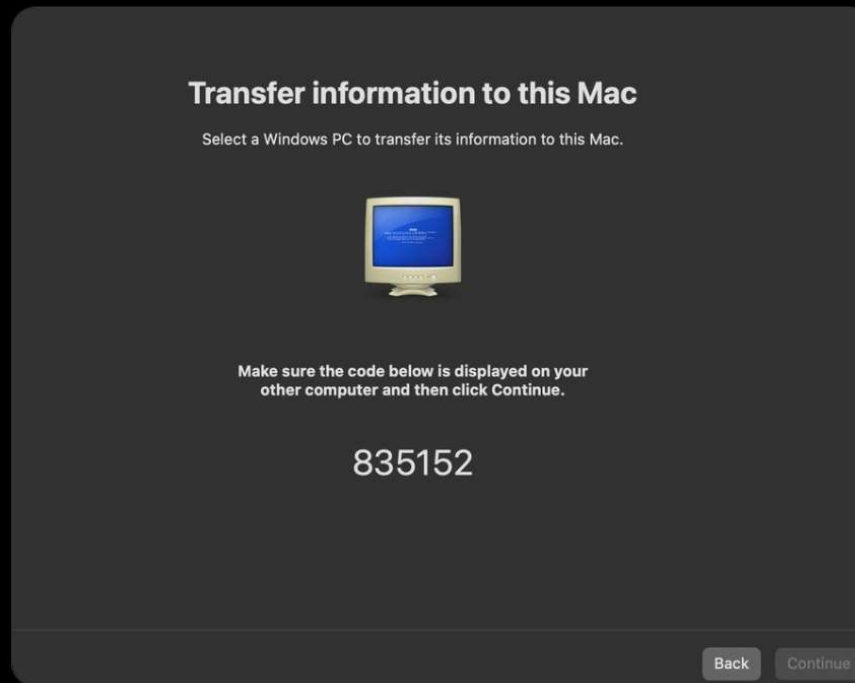 Transfer information to this Mac
Select a Windows PC to transfer its information to this Mac.
Make sure the code below is displayed on your
other computer and then click Continue.
835152
Back
Continue